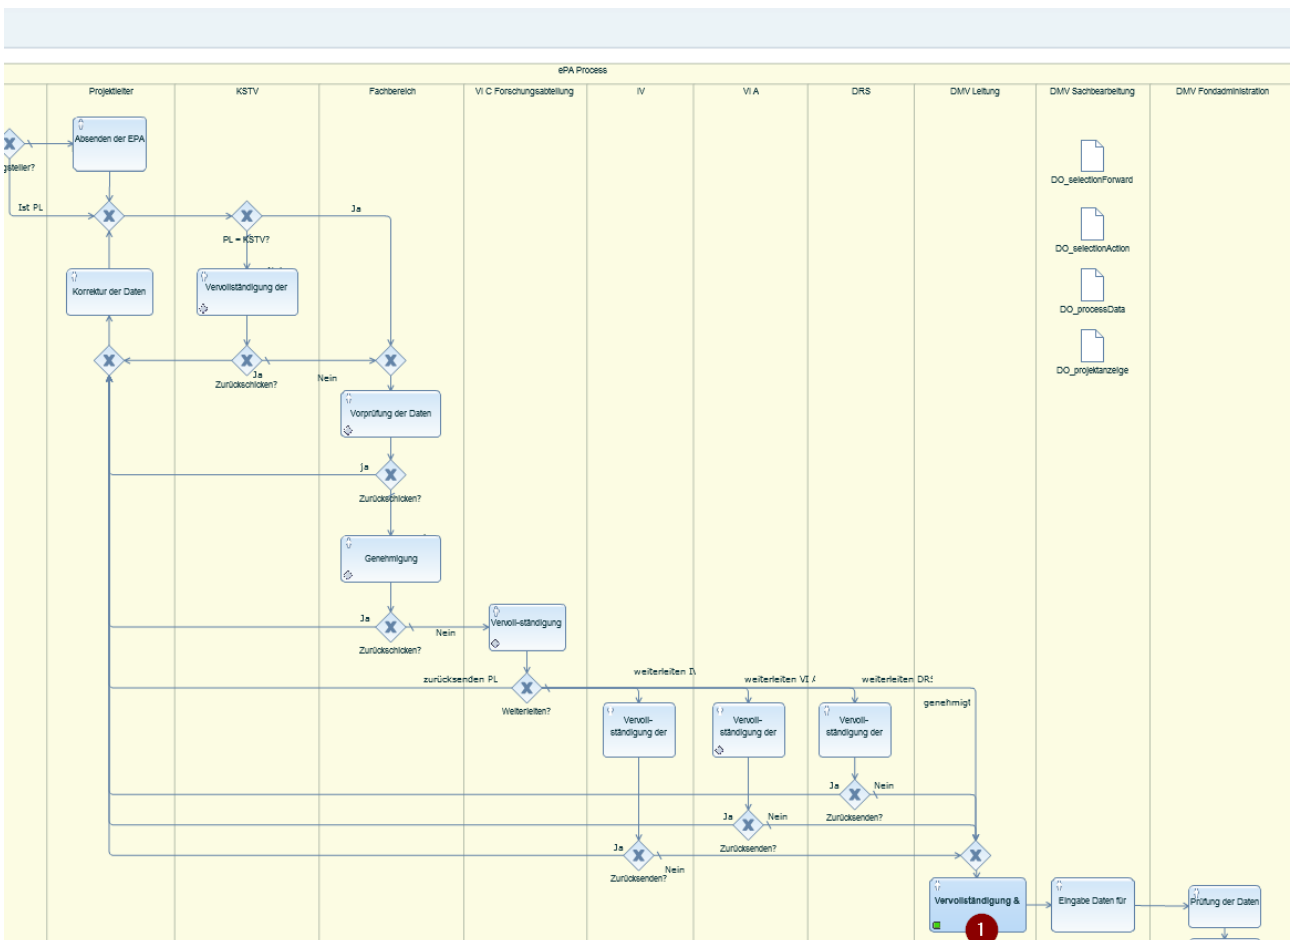 ePA Process
Projektleiter
KSTV
Fachbereich
VI C Forschungsabteilung
IV
VI A
DRS
DMV Leitung
DMV Sachbearbeitung
DMV Fondadministration
Absenden der EPA
gsteller?
Ist PL
Ja
PL = KSTV?
DO_selectionForward
DO_selectionAction
DO_processData
DO_projektanzeige
Korrektur der Daten
Vervollständigung der
Ja
Zurückschicken?
Nein
Vorprüfung der Daten
ja
Zurückschicken?
Genehmigung
Ja
Nein
Zurückschicken?
Vervoll-ständigung
zurücksenden PL
Weiterleiten?
weiterleiten IV
weiterleiten VI A
weiterleiten DRS
genehmigt
Vervoll-
ständigung der
Vervoll-
ständigung der
Vervoll-
ständigung der
Ja
Nein
Zurücksenden?
Ja
Nein
Zurücksenden?
Ja
Nein
Zurücksenden?
Vervollständigung &
1
Eingabe Daten für
Prüfung der Daten